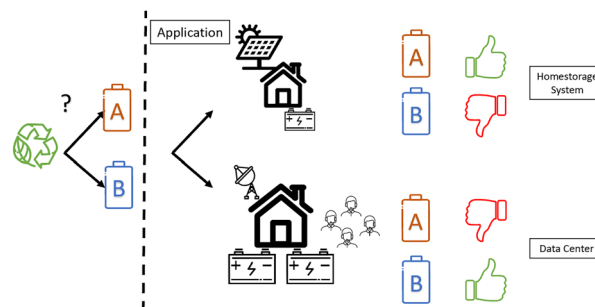 Application
?
A
B
A
B
Homestorage
System
A
B
Data Center